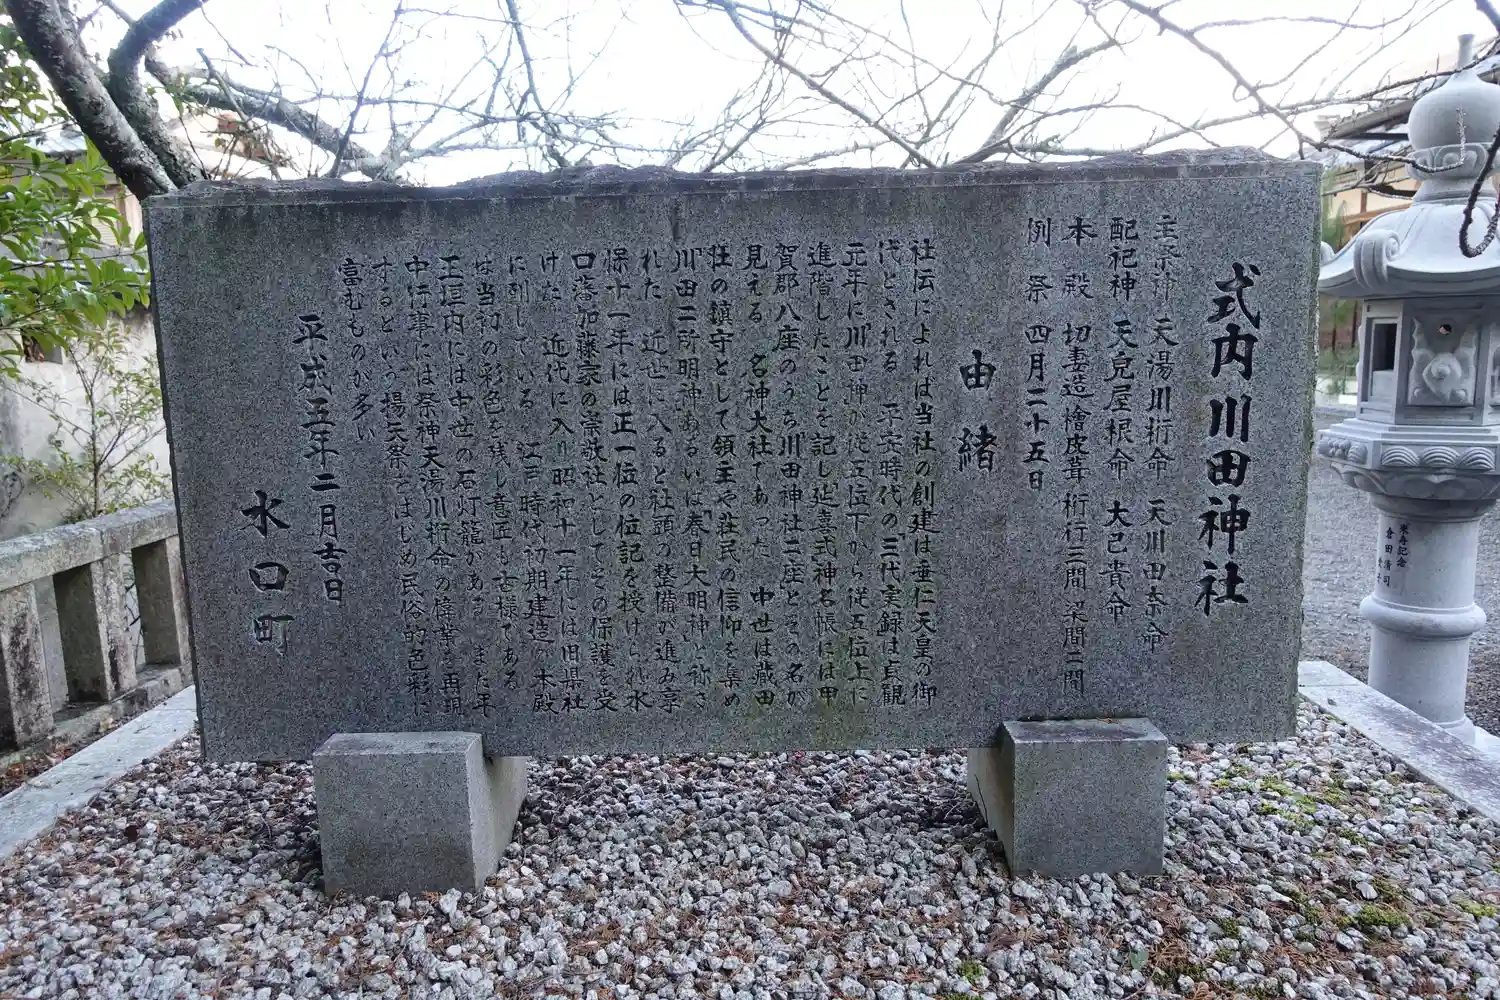 式内川田神社
主祭神 天湯川桁命 天川田奈命
配祀神 天児屋根命 大己貴命
本殿 切妻造 檜皮葺 桁行三間 梁間二間
例祭 四月二十五日
由緒
社伝によれば当社の創建は垂仁天皇の御
代とされる 平安時代の「三代実録」は貞観
元年に「川田神」が従五位下から従五位上に
進階したことを記し「延喜式」神名帳には甲
賀郡八座のうち「川田神社二座」とその名が
見える 名神大社であった 中世は蔵田
荘の鎮守として領主や荘民の信仰を集め
「川田二所明神」あるいは「春日大明神」と称さ
れた 近世に入ると社頭の整備が進み享
保十一年には正一位の位記を授けられ水
口藩加藤家の崇敬社としてその保護を受
けた 近代に入り昭和十一年には旧県社
に列している 江戸時代初期建造の本殿
は当初の彩色を残し意匠も古様である
玉垣内には中世の石灯籠がある また年
中行事には祭神天湯川桁命の偉業を再現
するという揚天祭をはじめ民俗的色彩に
富むものが多い
平成五年二月吉日
水口町
記念
倉田清司